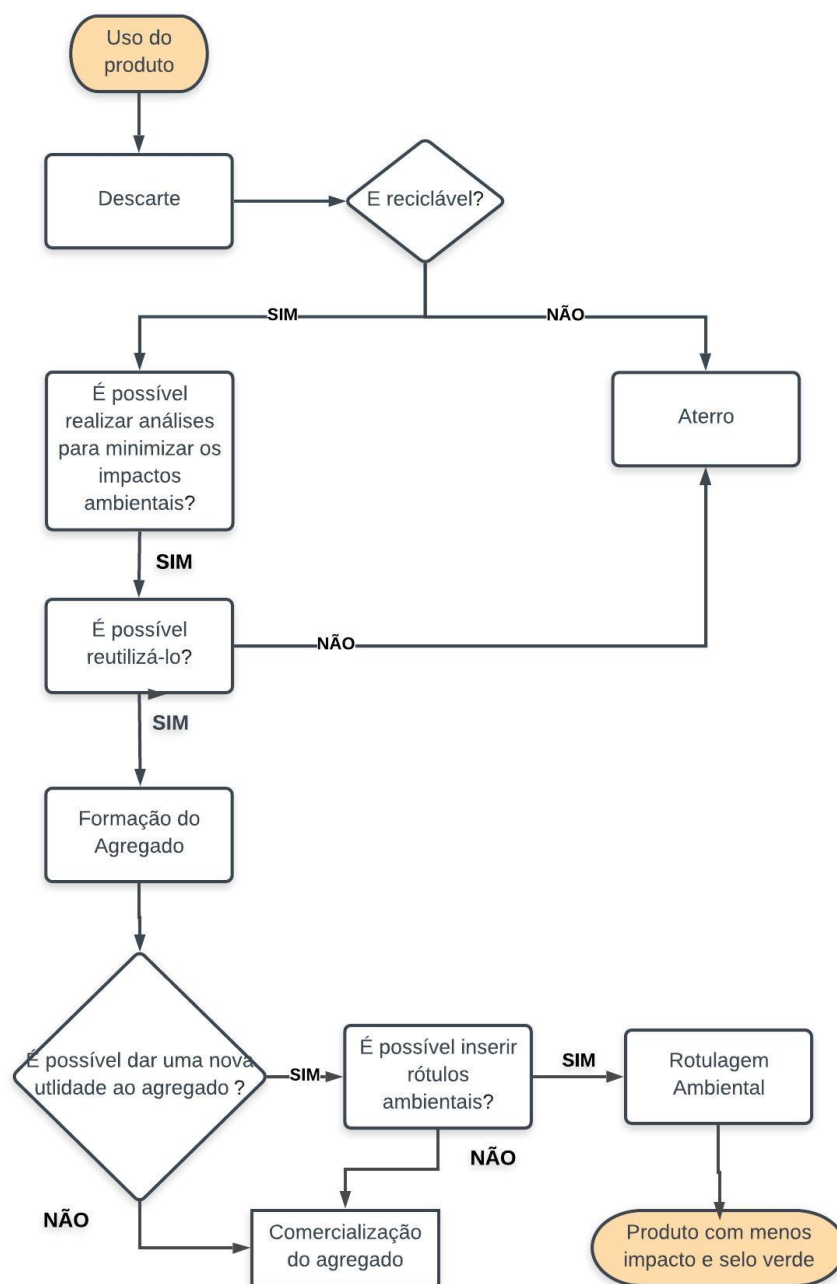 Uso do
produto
Descarte
E reciclável?
SIM
NÃO
É possível
realizar análises
para minimizar os
impactos
ambientais?
Aterro
SIM
É possível
reutilizá-lo?
NÃO
SIM
Formação do
Agregado
É possível dar uma nova
utlidade ao agregado ?
SIM
É possível inserir
rótulos
ambientais?
SIM
Rotulagem
Ambiental
NÃO
NÃO
Comercialização
do agregado
Produto com menos
impacto e selo verde